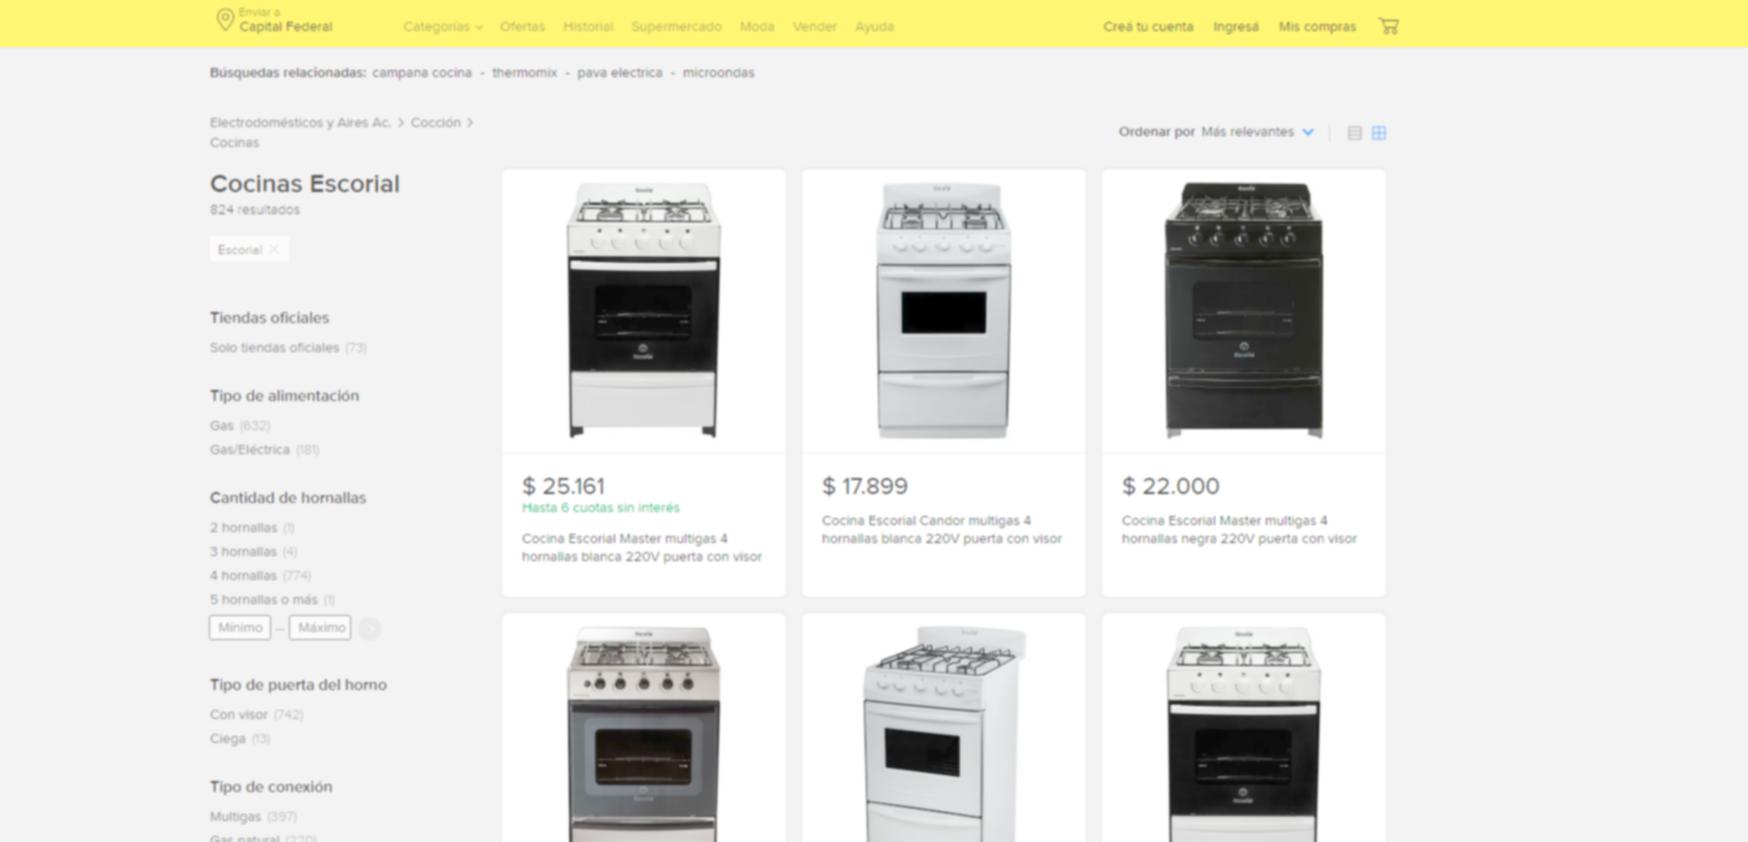 Enviar a
Capital Federal
Categorías Ofertas Historial Supermercado Moda Vender Ayuda
Creá tu cuenta Ingresá Mis compras
Búsquedas relacionadas: campana cocina - thermomix - pava electrica - microondas
Electrodomésticos y Aires Ac. > Cocción >
Cocinas
Ordenar por Más relevantes
Cocinas Escorial
824 resultados
Escorial
Tiendas oficiales
Solo tiendas oficiales (73)
Tipo de alimentación
Gas (632)
Gas/Eléctrica (181)
Cantidad de hornallas
2 hornallas (1)
3 hornallas (4)
4 hornallas (774)
5 hornallas o más (1)
Mínimo – Máximo
Tipo de puerta del horno
Con visor (742)
Ciega (13)
Tipo de conexión
Multigas (397)
Gas natural (220)
$ 25.161
Hasta 6 cuotas sin interés
Cocina Escorial Master multigas 4
hornallas blanca 220V puerta con visor
$ 17.899
Cocina Escorial Candor multigas 4
hornallas blanca 220V puerta con visor
$ 22.000
Cocina Escorial Master multigas 4
hornallas negra 220V puerta con visor